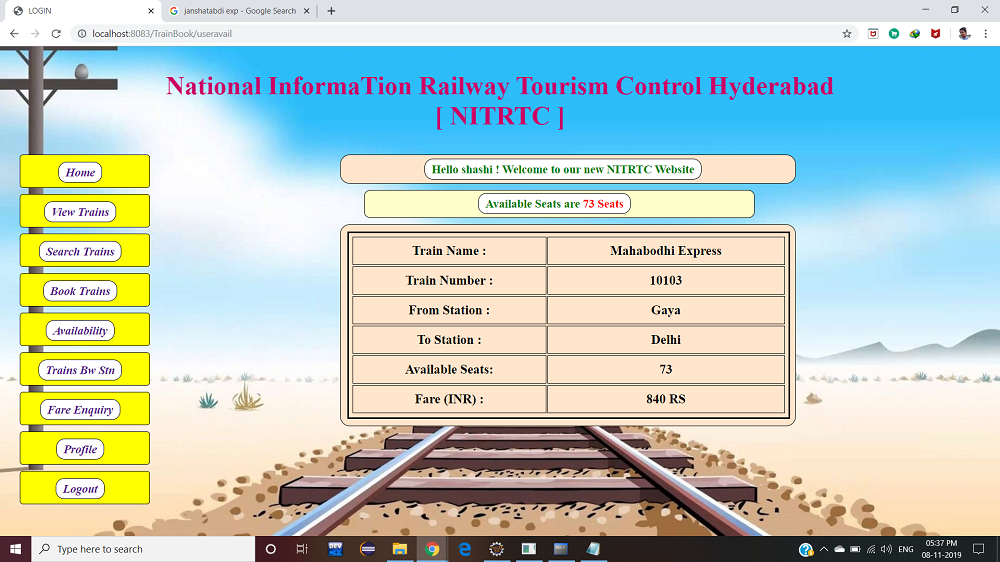 LOGIN
janshatabdi exp - Google Search
localhost:8083/TrainBook/useravail
National InformaTion Railway Tourism Control Hyderabad
[ NITRTC ]
Home
View Trains
Search Trains
Book Trains
Availability
Trains Bw Stn
Fare Enquiry
Profile
Logout
Hello shashi ! Welcome to our new NITRTC Website
Available Seats are 73 Seats
Train Name : Mahabodhi Express
Train Number : 10103
From Station : Gaya
To Station : Delhi
Available Seats: 73
Fare (INR) : 840 RS
Type here to search
DEV
ENG
05:37 PM
08-11-2019